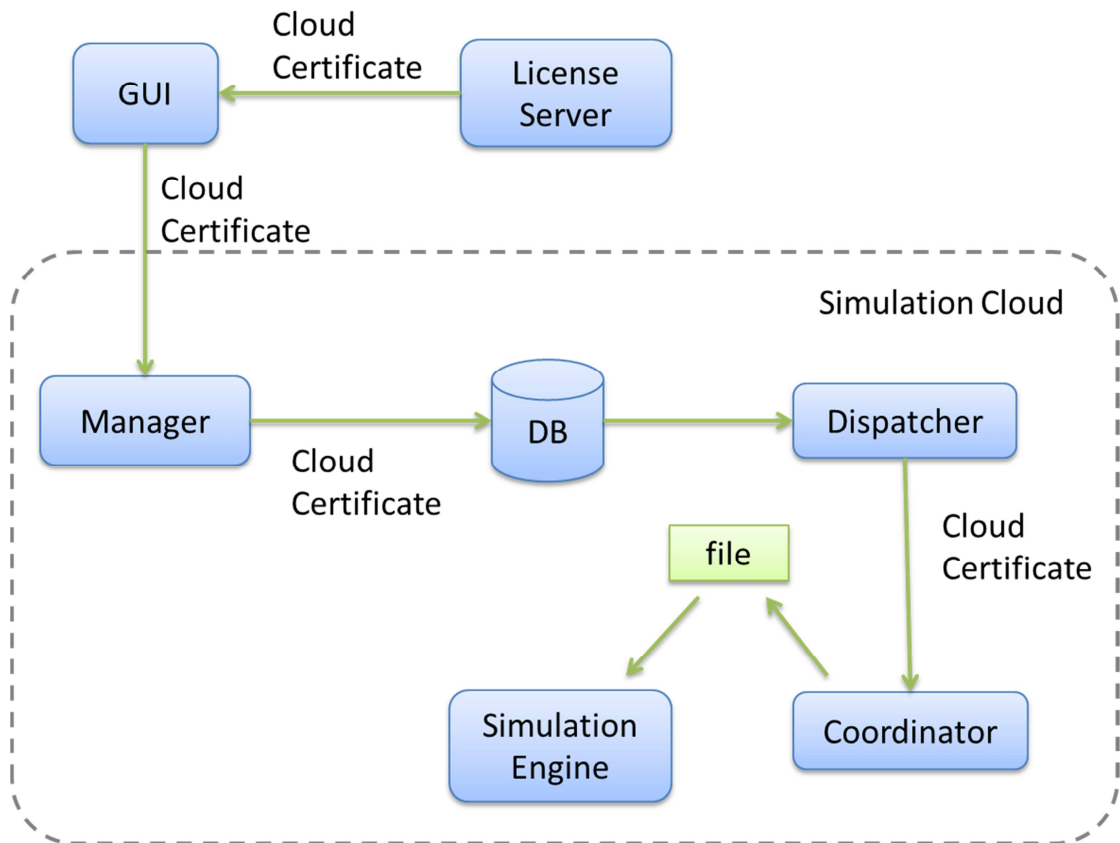 Cloud
Certificate
GUI
License
Server
Cloud
Certificate
Simulation Cloud
Manager
DB
Dispatcher
Cloud
Certificate
Cloud
Certificate
file
Simulation
Engine
Coordinator